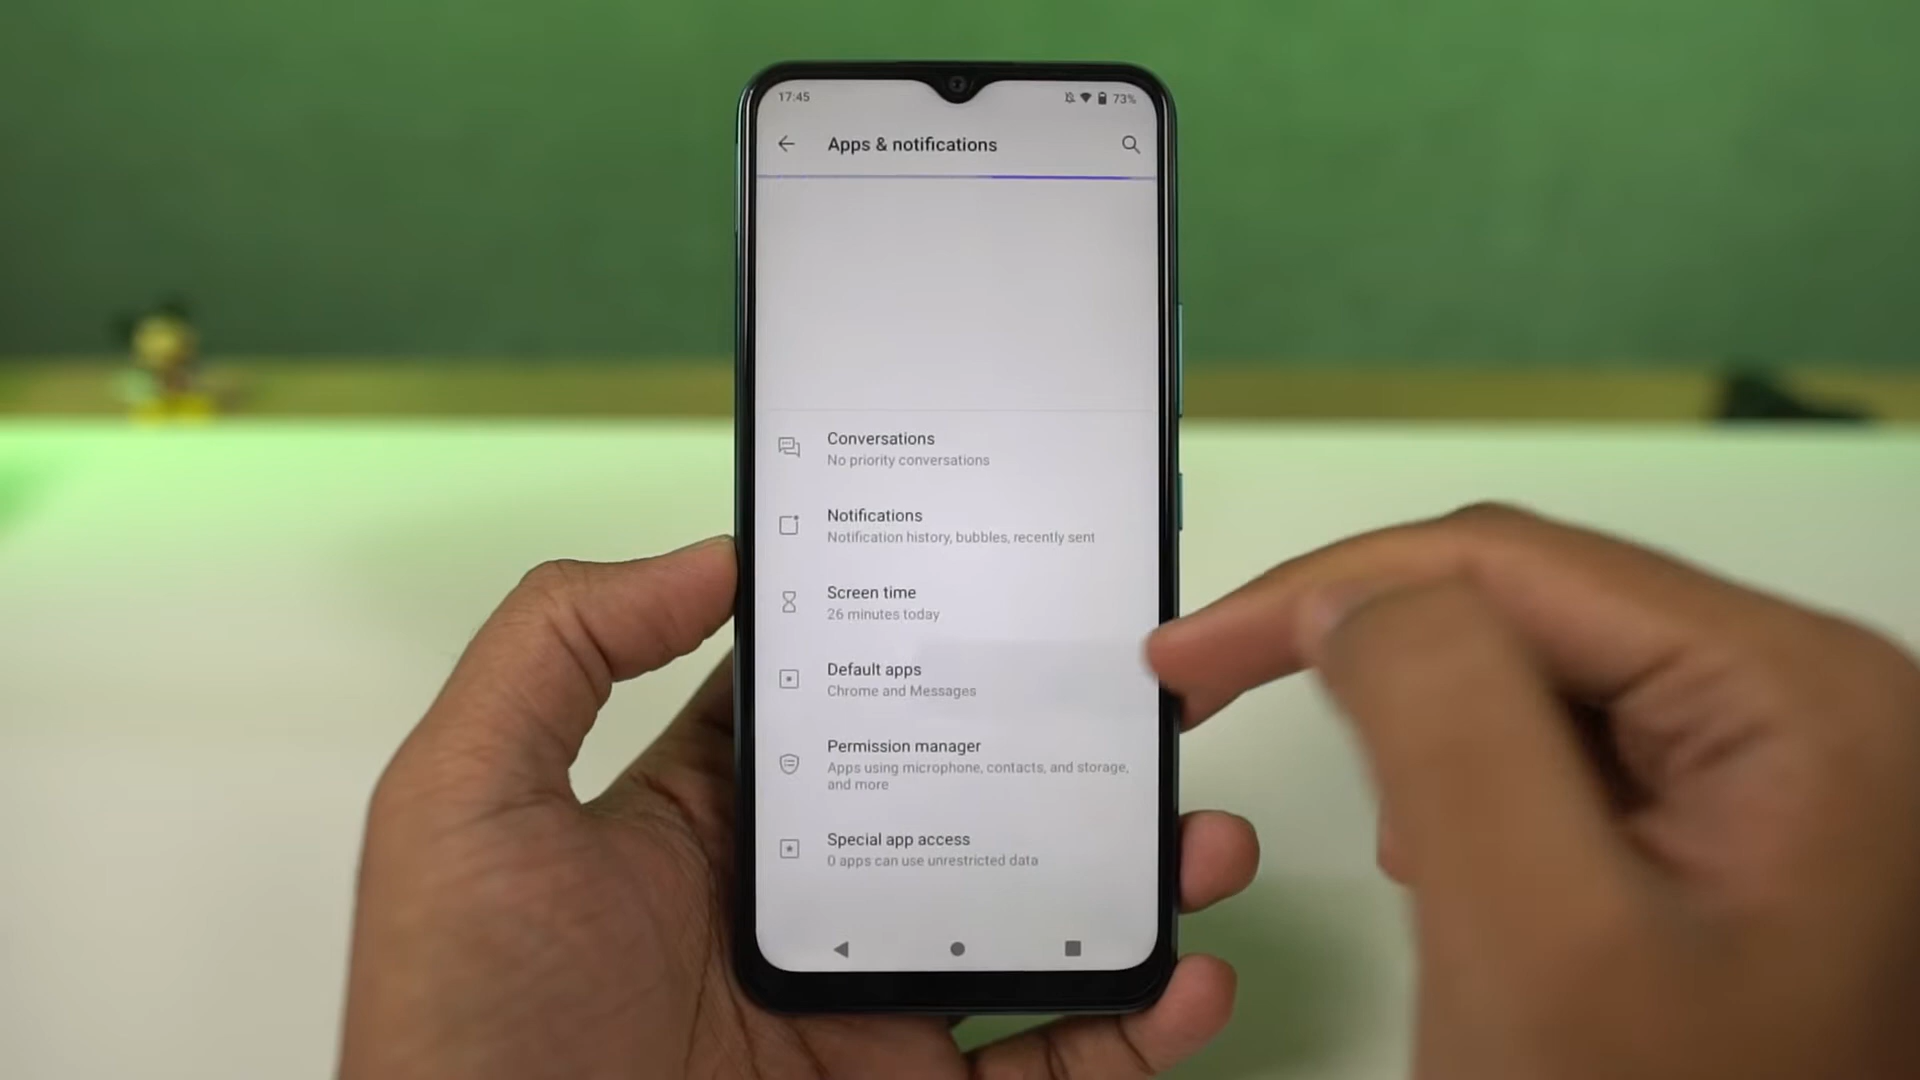 17:45
73%
Apps & notifications
Conversations
No priority conversations
Notifications
Notification history, bubbles, recently sent
Screen time
26 minutes today
Default apps
Chrome and Messages
Permission manager
Apps using microphone, contacts, and storage,
and more
Special app access
0 apps can use unrestricted data